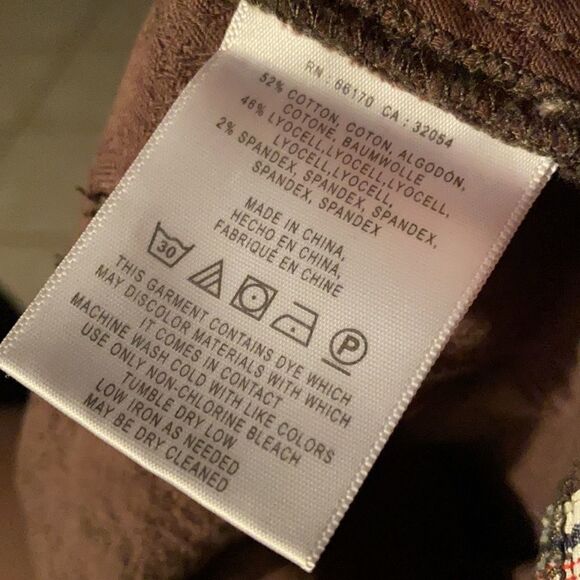 RN : 66170 CA : 32054
52% COTTON, COTON, ALGODÓN,
COTONE, BAUMWOLLE
46% LYOCELL,LYOCELL,LYOCELL,
LYOCELL,LYOCELL,
2% SPANDEX, SPANDEX, SPANDEX,
SPANDEX, SPANDEX
MADE IN CHINA,
HECHO EN CHINA,
FABRIQUÉ EN CHINE
30 P
THIS GARMENT CONTAINS DYE WHICH
MAY DISCOLOR MATERIALS WITH WHICH
IT COMES IN CONTACT
MACHINE WASH COLD WITH LIKE COLORS
USE ONLY NON-CHLORINE BLEACH
TUMBLE DRY LOW
LOW IRON AS NEEDED
MAY BE DRY CLEANED